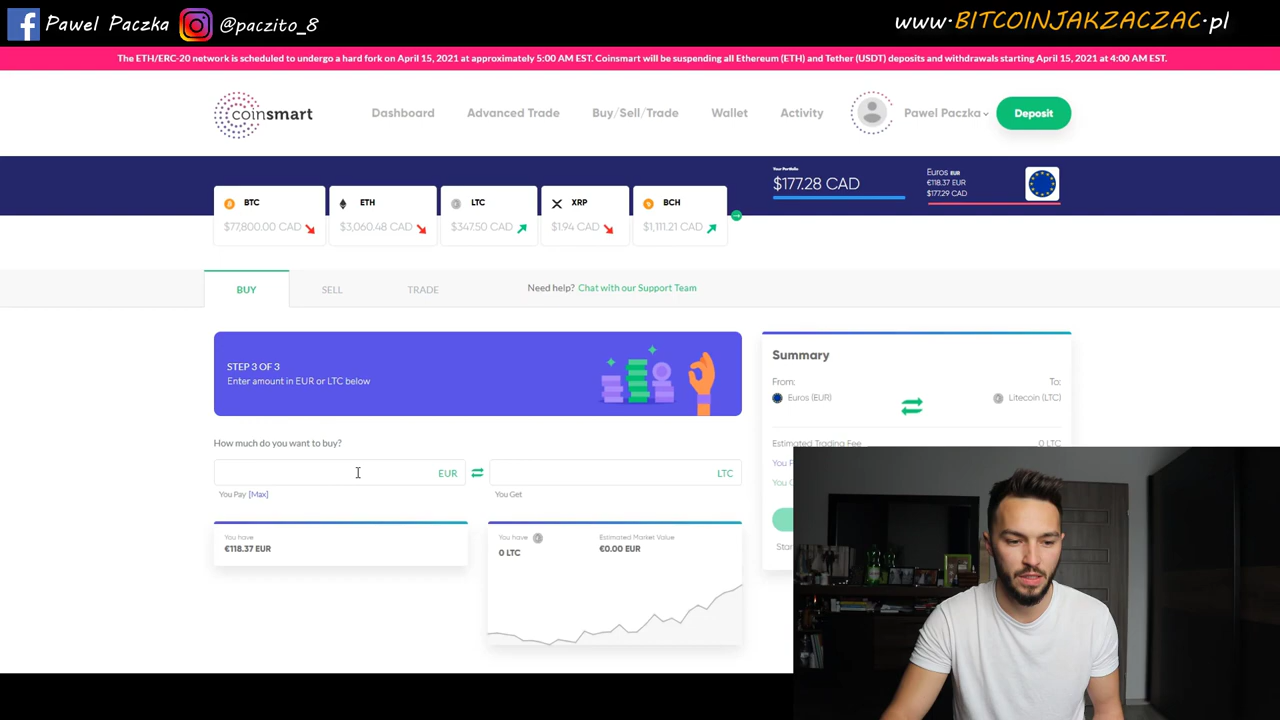 Pawel Paczka @paczito_8 www.BITCOINJAKZACZAC.pl
The ETH/ERC-20 network is scheduled to undergo a hard fork on April 15, 2021 at approximately 5:00 AM EST. Coinsmart will be suspending all Ethereum (ETH) and Tether (USDT) deposits and withdrawals starting April 15, 2021 at 4:00 AM EST.
coinsmart Dashboard Advanced Trade Buy/Sell/Trade Wallet Activity Pawel Paczka Deposit
Your Portfolio
$177.28 CAD
Euros EUR
€118.37 EUR
$177.29 CAD
BTC
$77,800.00 CAD
ETH
$3,060.48 CAD
LTC
$347.50 CAD
XRP
$1.94 CAD
BCH
$1,111.21 CAD
BUY SELL TRADE Need help? Chat with our Support Team
STEP 3 OF 3
Enter amount in EUR or LTC below
How much do you want to buy?
EUR
LTC
You Pay [Max]
You Get
You have
€118.37 EUR
You have
0 LTC
Estimated Market Value
€0.00 EUR
Summary
From: To:
Euros (EUR) Litecoin (LTC)
Estimated Trading Fee 0 LTC